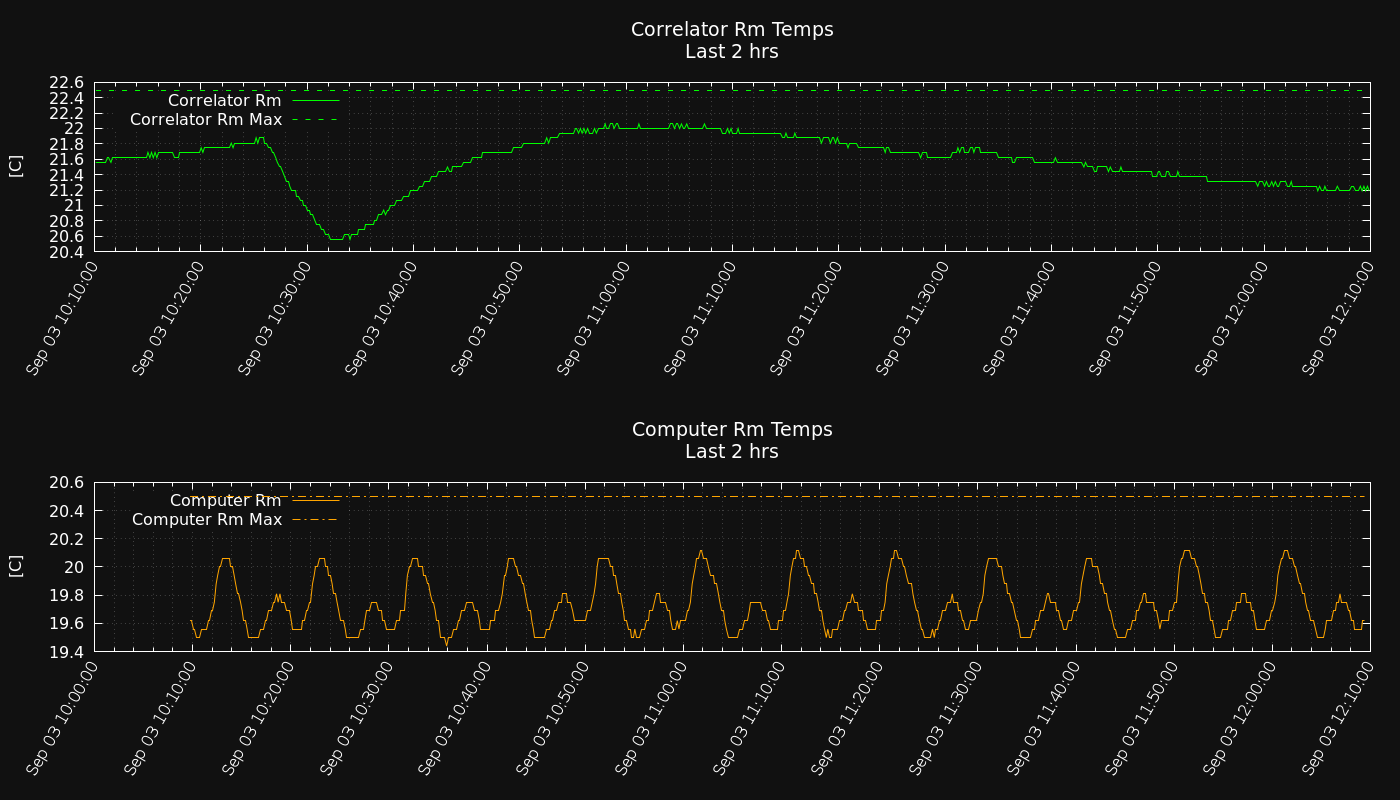 Correlator Rm Temps
Last 2 hrs
22.6
22.4
22.2
22
21.8
21.6
21.4
21.2
21
20.8
20.6
20.4
[C]
Correlator Rm
Correlator Rm Max
Sep 03 10:10:00
Sep 03 10:20:00
Sep 03 10:30:00
Sep 03 10:40:00
Sep 03 10:50:00
Sep 03 11:00:00
Sep 03 11:10:00
Sep 03 11:20:00
Sep 03 11:30:00
Sep 03 11:40:00
Sep 03 11:50:00
Sep 03 12:00:00
Sep 03 12:10:00
Computer Rm Temps
Last 2 hrs
20.6
20.4
20.2
20
19.8
19.6
19.4
[C]
Computer Rm
Computer Rm Max
Sep 03 10:00:00
Sep 03 10:10:00
Sep 03 10:20:00
Sep 03 10:30:00
Sep 03 10:40:00
Sep 03 10:50:00
Sep 03 11:00:00
Sep 03 11:10:00
Sep 03 11:20:00
Sep 03 11:30:00
Sep 03 11:40:00
Sep 03 11:50:00
Sep 03 12:00:00
Sep 03 12:10:00